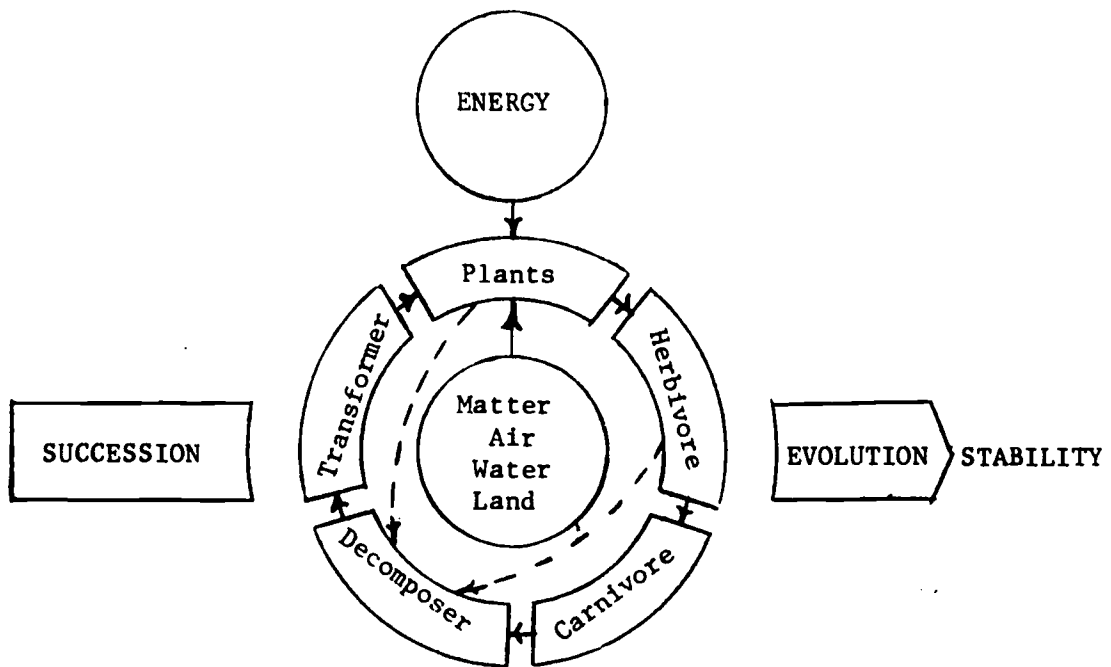 ENERGY
Plants
Herbivore
Carnivore
Decomposer
Transformer
Matter
Air
Water
Land
SUCCESSION
EVOLUTION
STABILITY